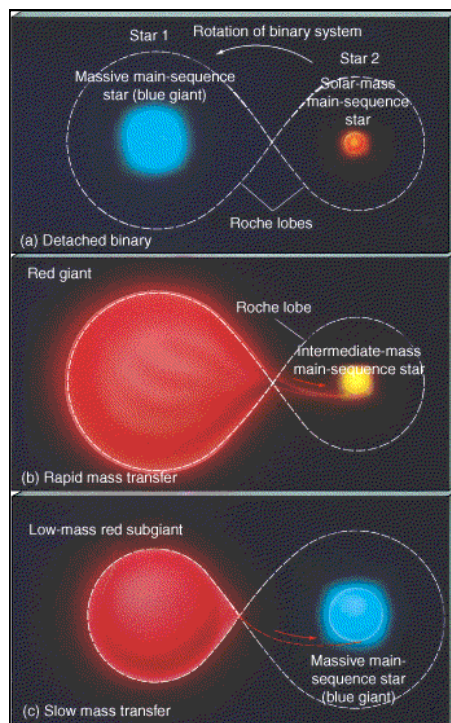 Star 1
Rotation of binary system
Star 2
Massive main-sequence
star (blue giant)
Solar-mass
main-sequence
star
Roche lobes
(a) Detached binary
Red giant
Roche lobe
Intermediate-mass
main-sequence star
(b) Rapid mass transfer
Low-mass red subgiant
Massive main-
sequence star
(blue giant)
(c) Slow mass transfer